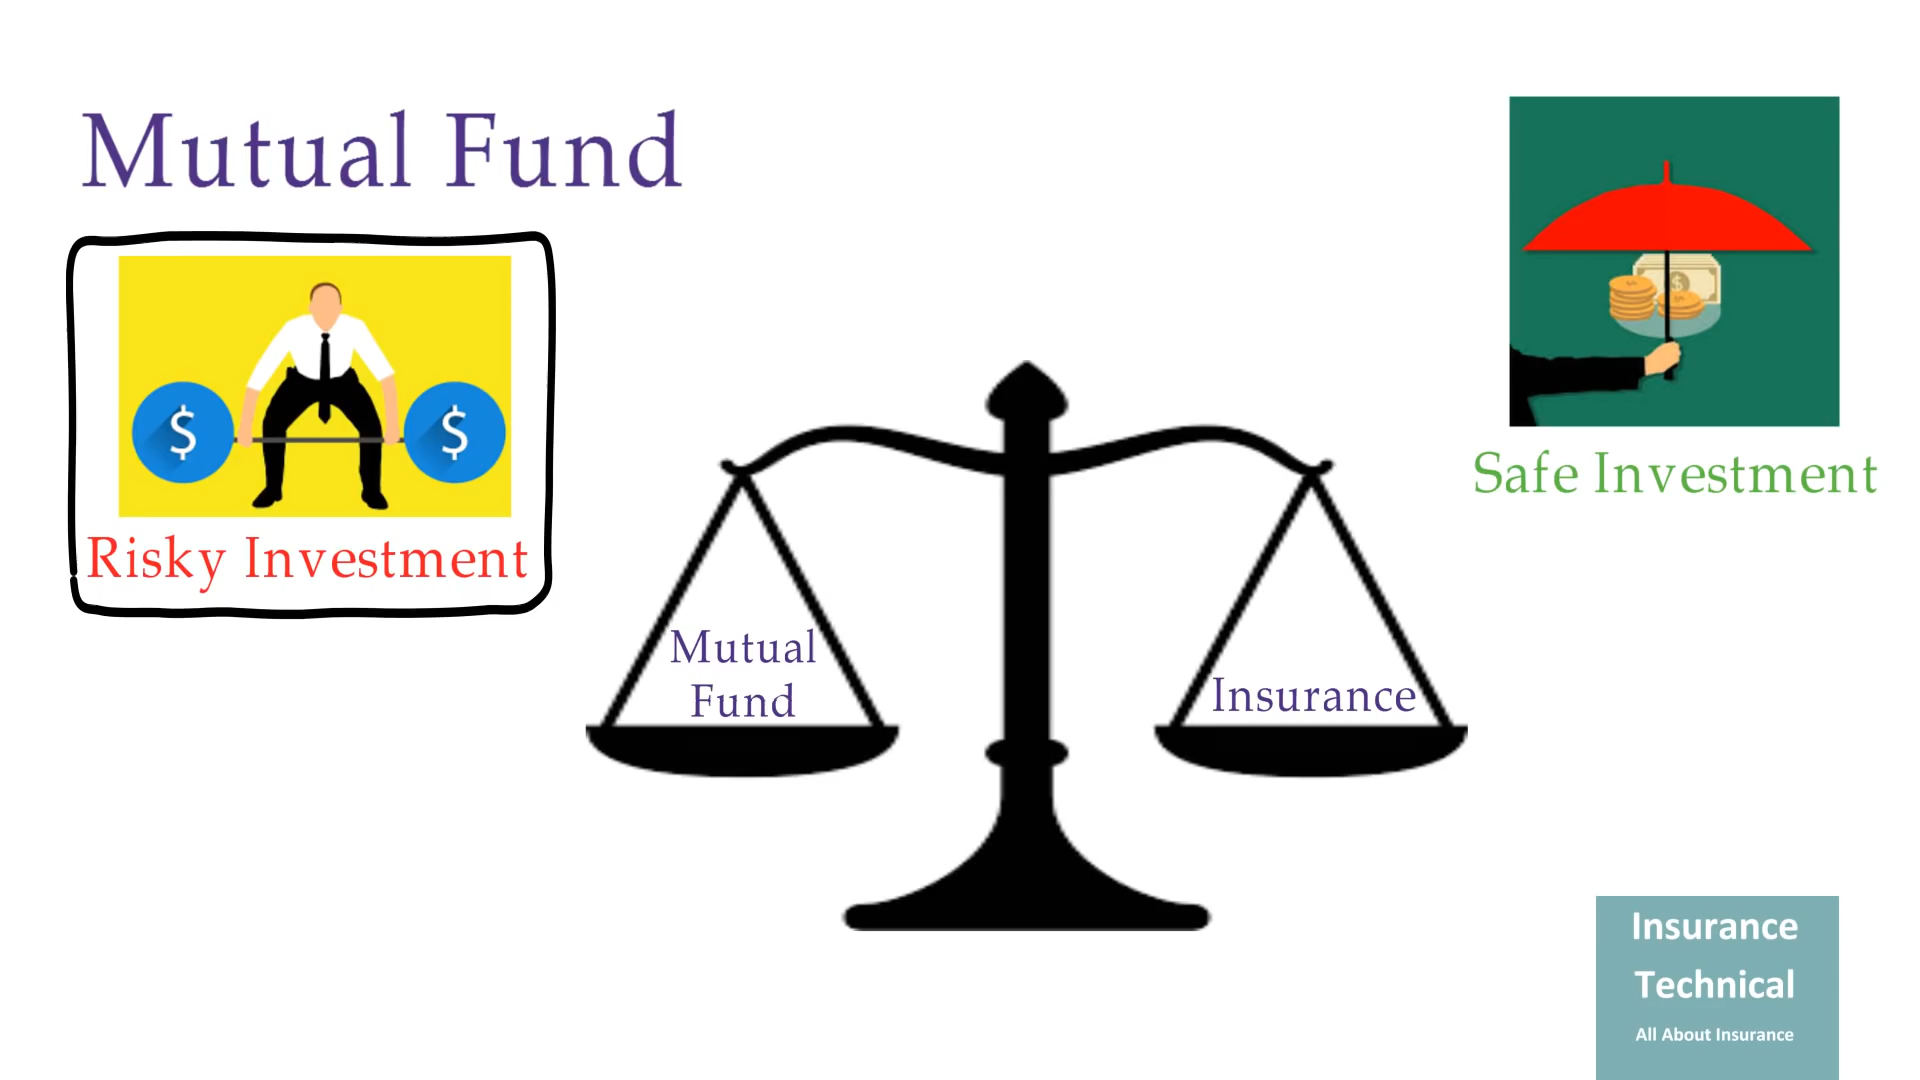 Mutual Fund
$ $
Risky Investment
Safe Investment
Mutual
Fund
Insurance
Insurance
Technical
All About Insurance